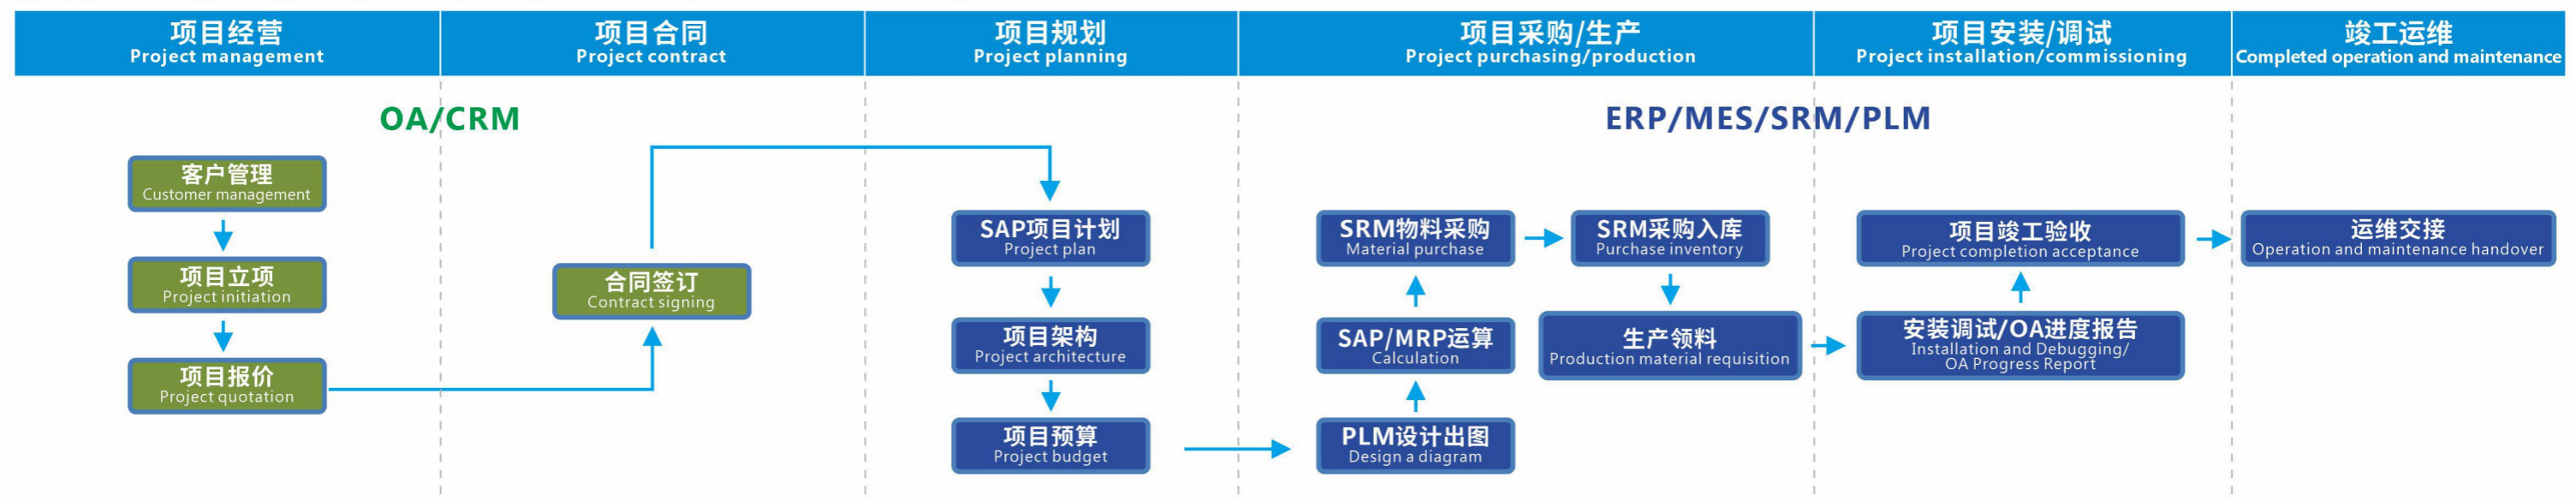 项目经营
Project management
项目合同
Project contract
项目规划
Project planning
项目采购/生产
Project purchasing/production
项目安装/调试
Project installation/commissioning
竣工运维
Completed operation and maintenance
OA/CRM
ERP/MES/SRM/PLM
客户管理
Customer management
项目立项
Project initiation
项目报价
Project quotation
合同签订
Contract signing
SAP项目计划
Project plan
项目架构
Project architecture
项目预算
Project budget
PLM设计出图
Design a diagram
SAP/MRP运算
Calculation
SRM物料采购
Material purchase
SRM采购入库
Purchase inventory
生产领料
Production material requisition
安装调试/OA进度报告
Installation and Debugging/
OA Progress Report
项目竣工验收
Project completion acceptance
运维交接
Operation and maintenance handover